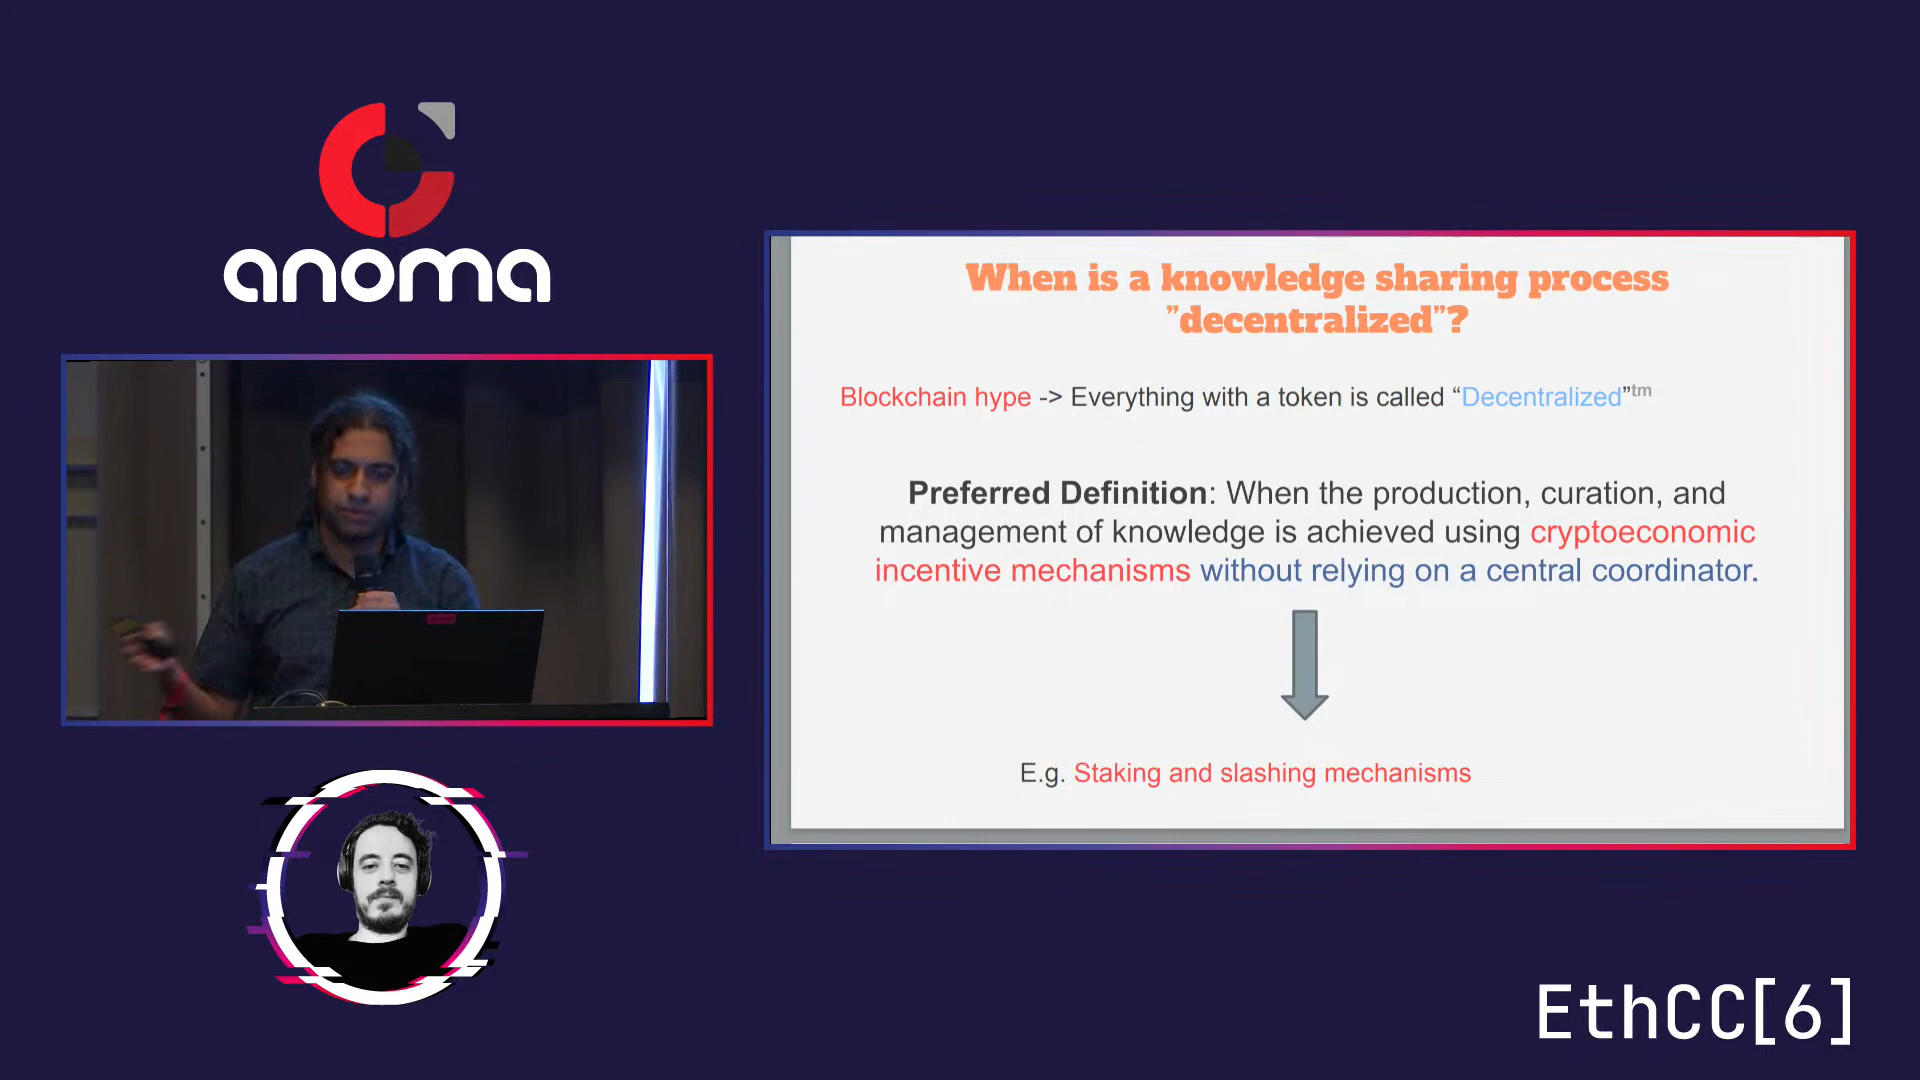 anoma
When is a knowledge sharing process
”decentralized”?
Blockchain hype -> Everything with a token is called “Decentralized”tm
Preferred Definition: When the production, curation, and
management of knowledge is achieved using cryptoeconomic
incentive mechanisms without relying on a central coordinator.
E.g. Staking and slashing mechanisms
EthCC[6]